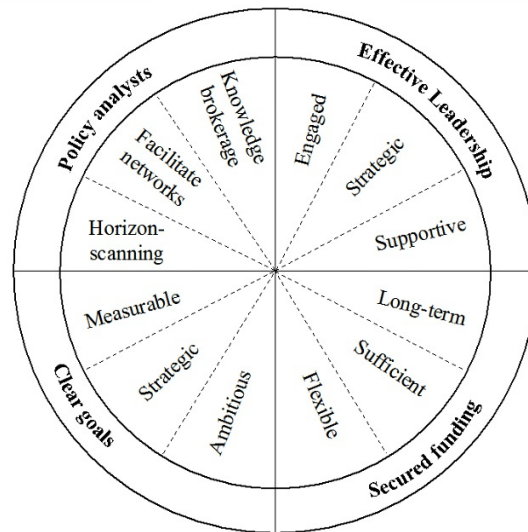 Policy analysts
Effective Leadership
Knowledge
brokerage
Engaged
Facilitate
networks
Strategic
Horizon-
scanning
Supportive
Measurable
Long-term
Strategic
Sufficient
Ambitious
Flexible
Clear goals
Secured funding